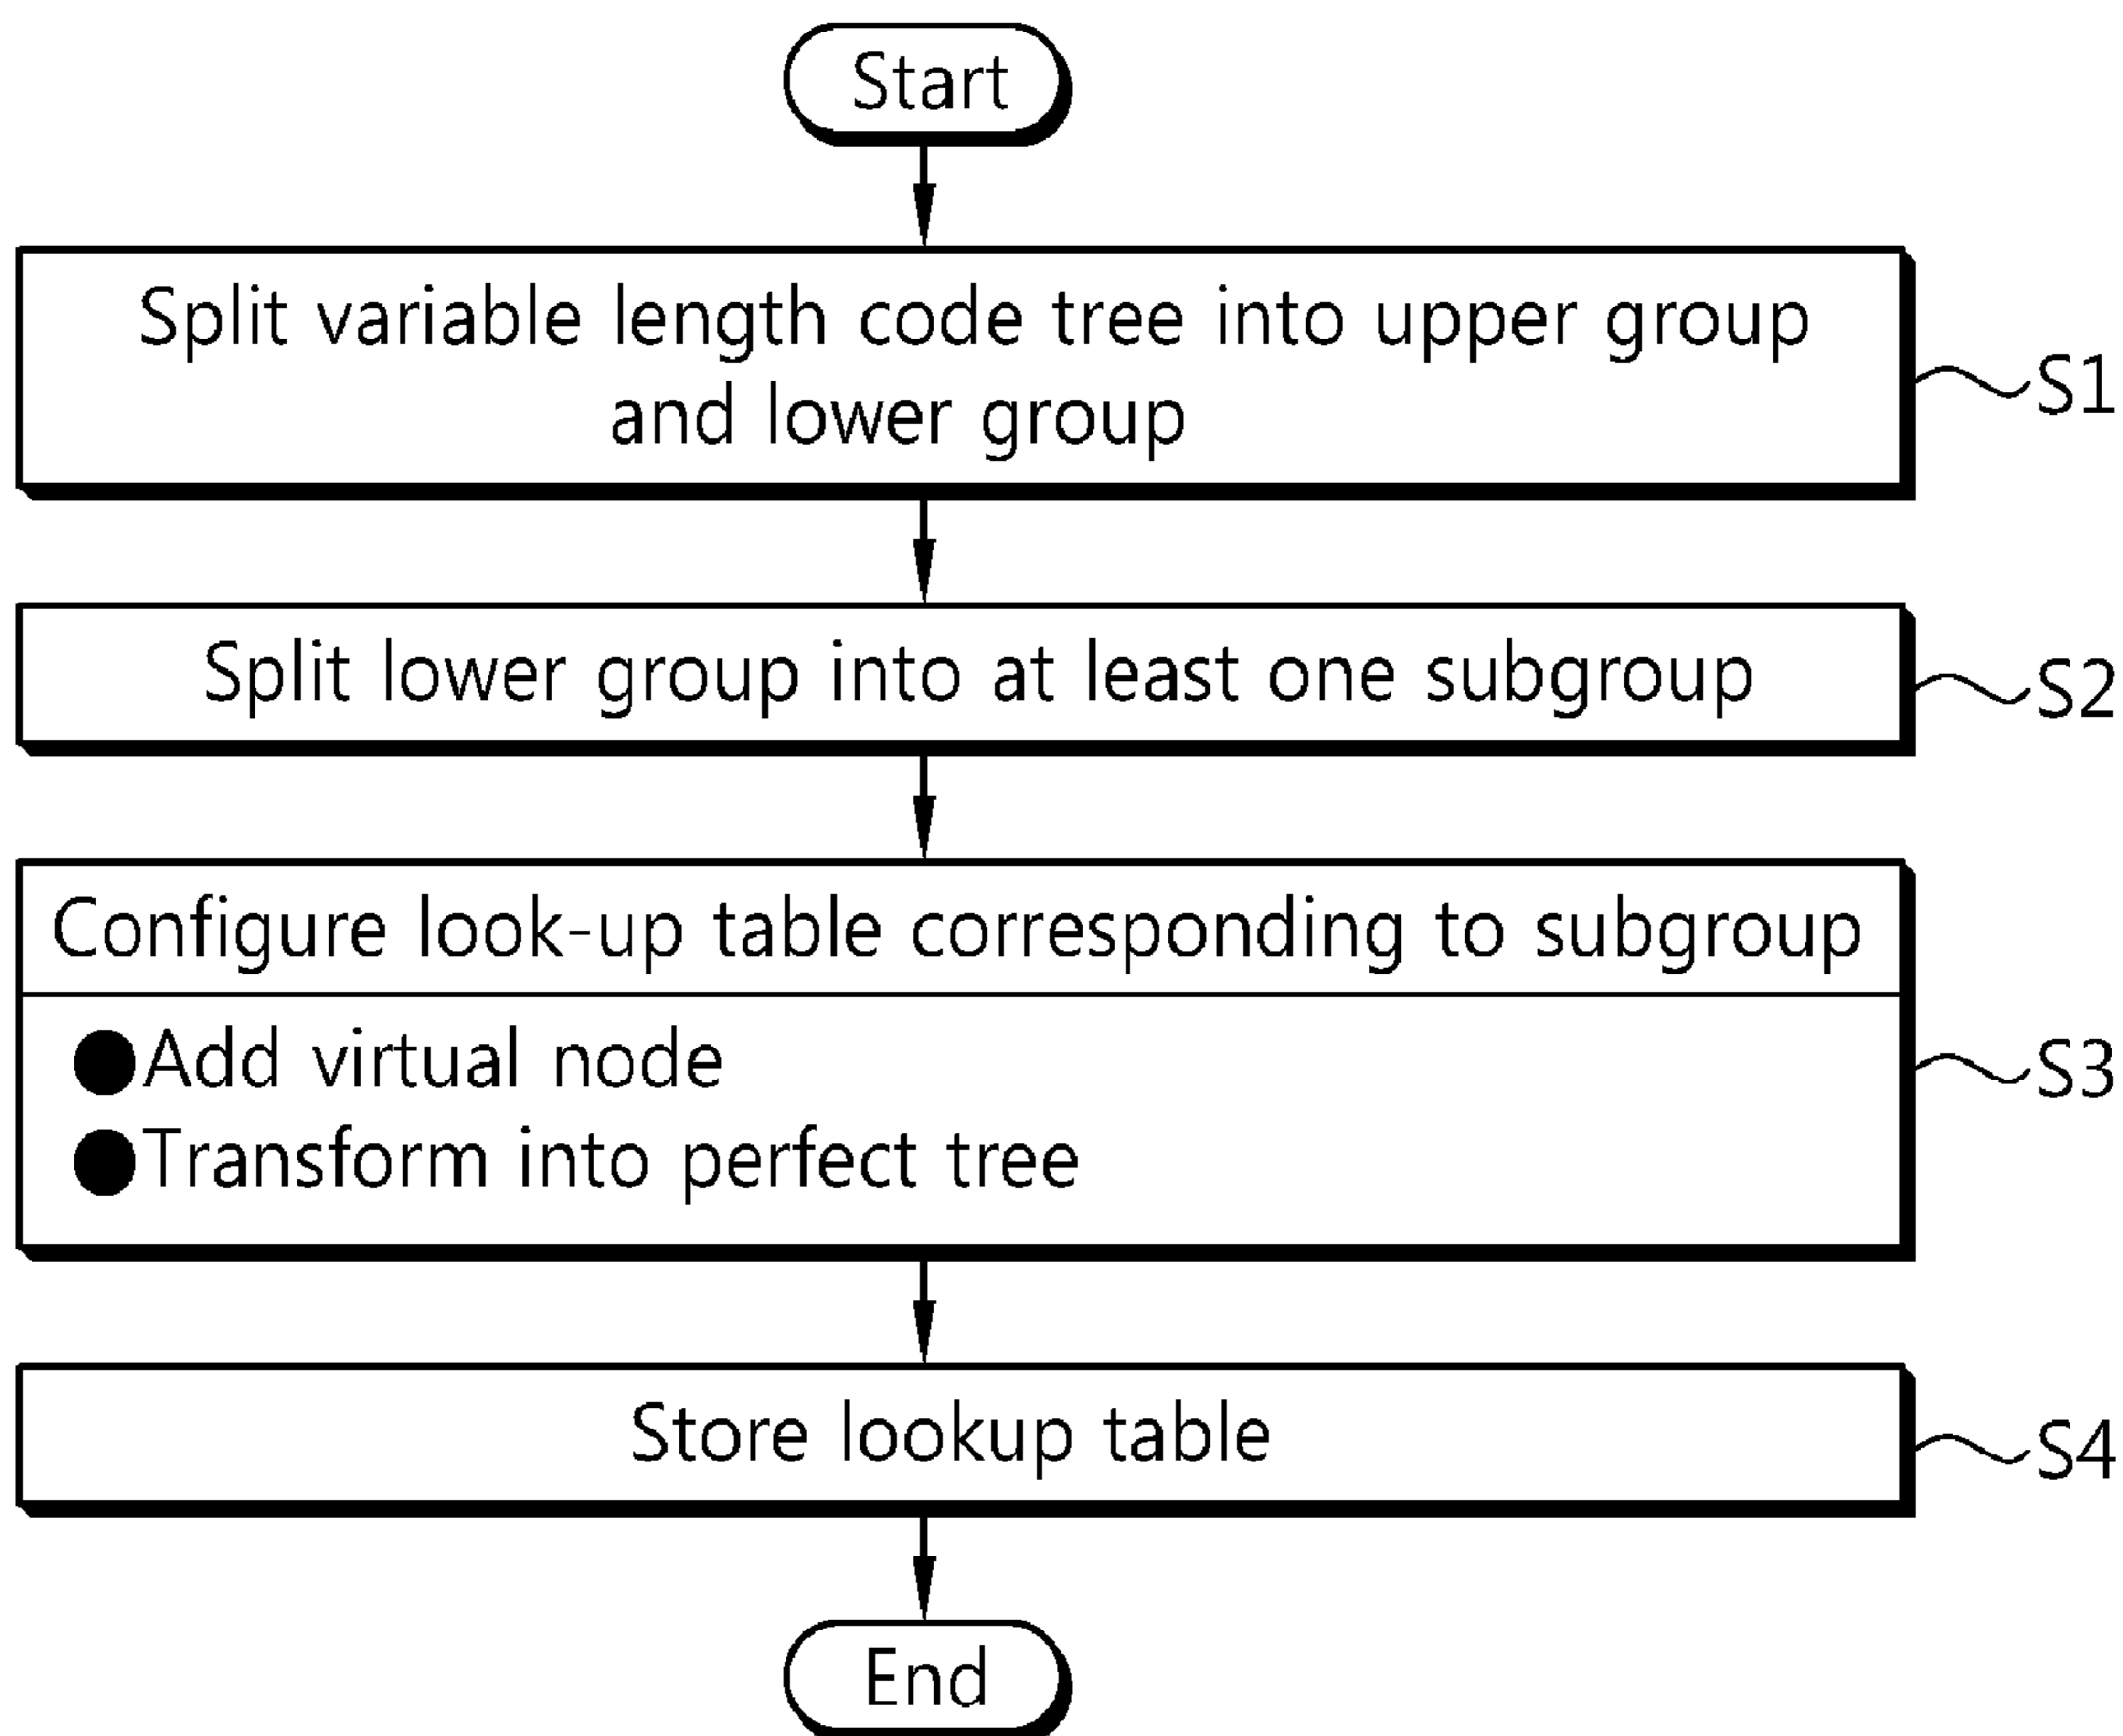 Start
Split variable length code tree into upper group
and lower group
S1
Split lower group into at least one subgroup
S2
Configure look-up table corresponding to subgroup
●Add virtual node
●Transform into perfect tree
S3
Store lookup table
S4
End